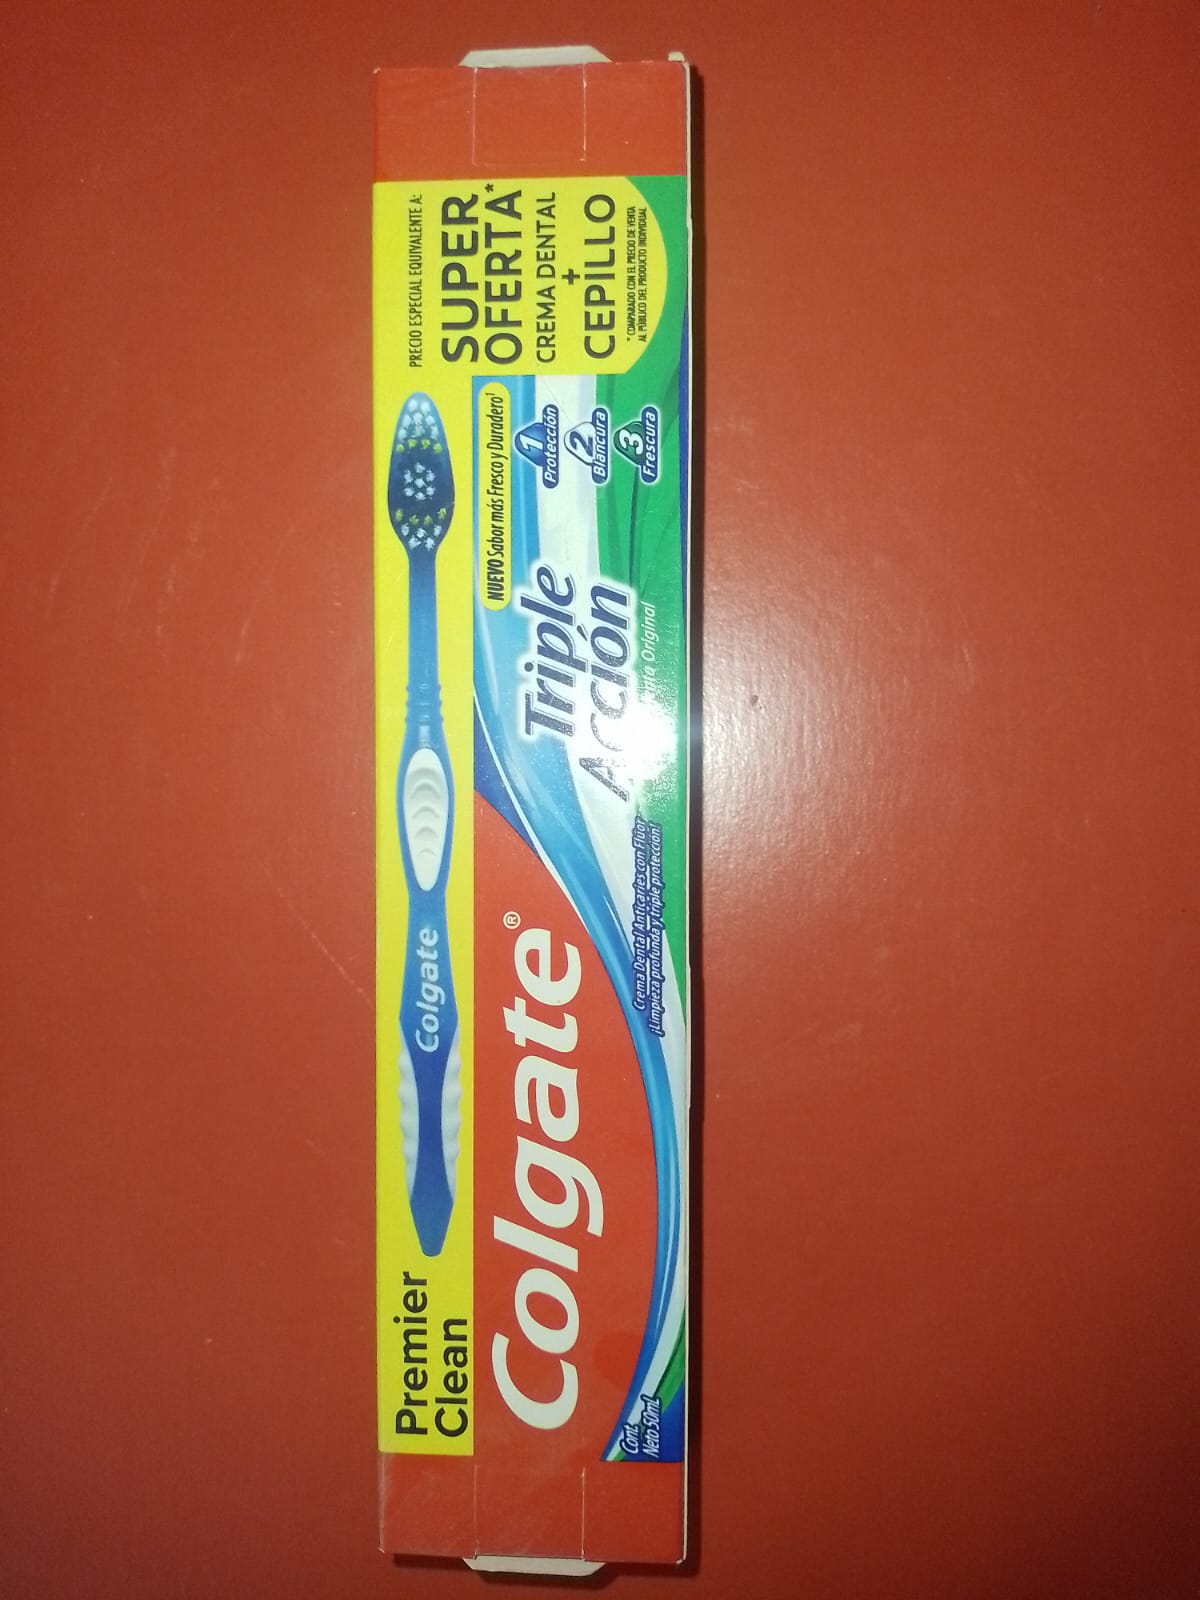 Premier
Clean
Colgate
PRECIO ESPECIAL EQUIVALENTE A:
SUPER
OFERTA*
CREMA DENTAL
+
CEPILLO
* COMPARADO CON EL PRECIO DE VENTA
AL PÚBLICO DEL PRODUCTO INDIVIDUAL
Colgate®
NUEVO Sabor más Fresco y Duradero¹
Triple
Acción
Original
1
Protección
2
Blancura
3
Frescura
Crema Dental Anticaries con Flúor
¡Limpieza profunda y triple protección!
Cont.
Neto 50mL